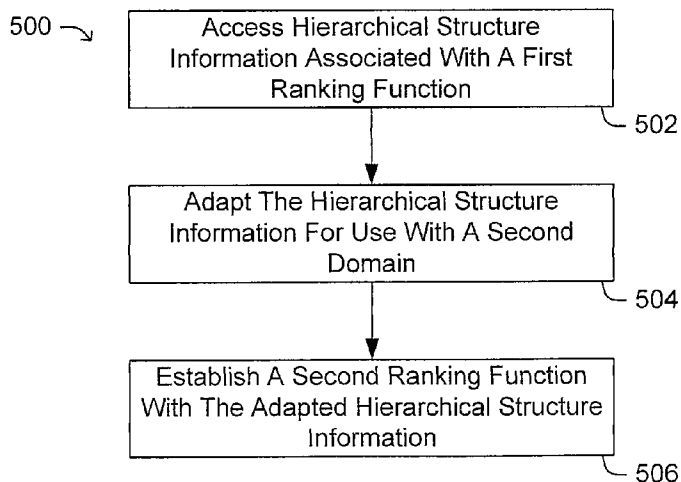 500
Access Hierarchical Structure
Information Associated With A First
Ranking Function
502
Adapt The Hierarchical Structure
Information For Use With A Second
Domain
504
Establish A Second Ranking Function
With The Adapted Hierarchical Structure
Information
506